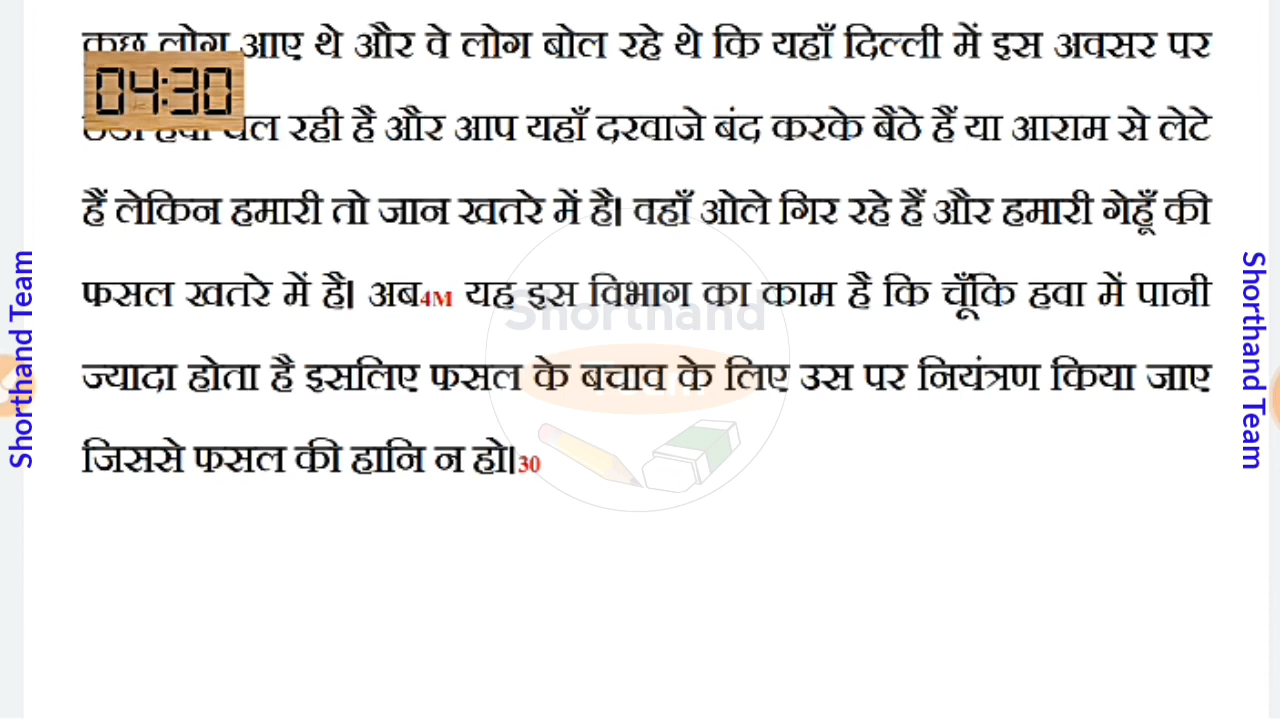 कुछ लोग आए थे और वे लोग बोल रहे थे कि यहाँ दिल्ली में इस अवसर पर
04:30
चल रही है और आप यहाँ दरवाजे बंद करके बैठे हैं या आराम से लेटे
हैं लेकिन हमारी तो जान खतरे में है। वहाँ ओले गिर रहे हैं और हमारी गेहूँ की
फसल खतरे में है। अब4M यह इस विभाग का काम है कि चूँकि हवा में पानी
ज्यादा होता है इसलिए फसल के बचाव के लिए उस पर नियंत्रण किया जाए
जिससे फसल की हानि न हो।30
Shorthand Team
Shorthand Team
Shorthand
Team